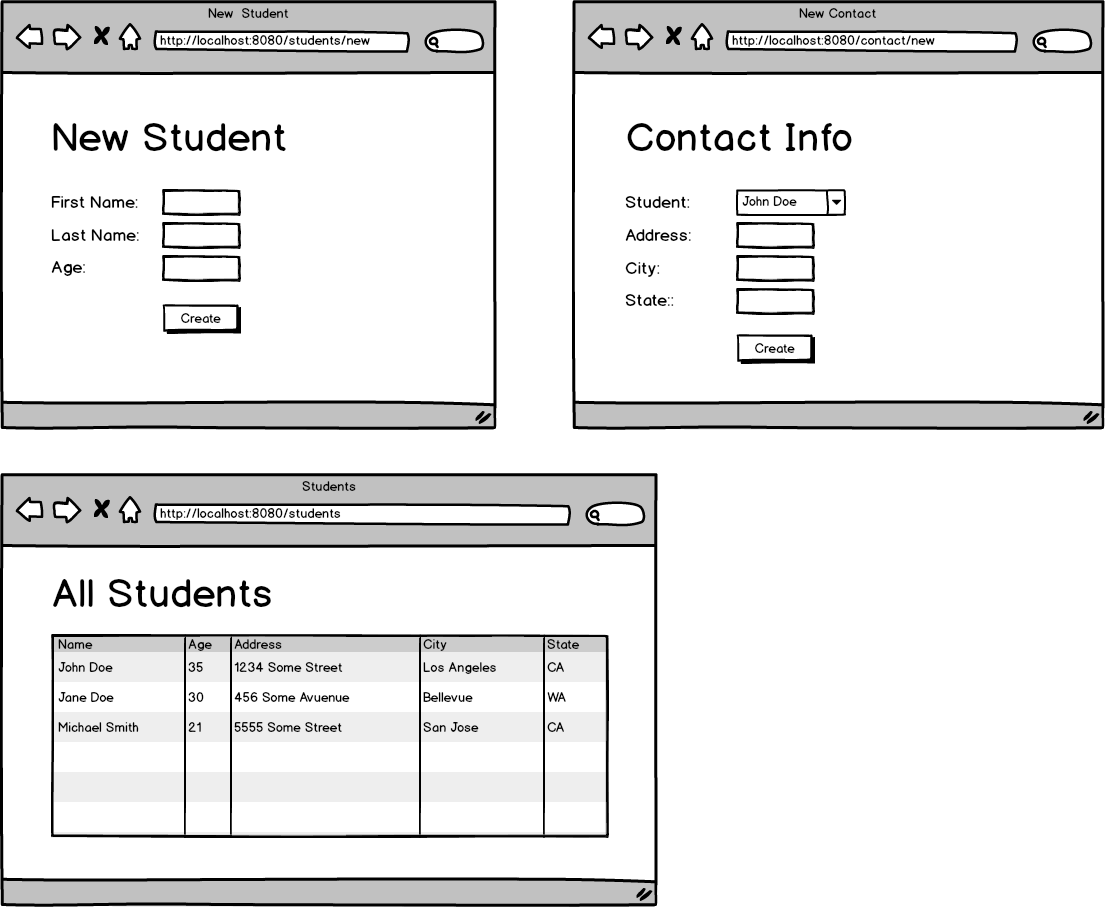 New Student
http://localhost:8080/students/new
New Student
First Name:
Last Name:
Age:
Create
New Contact
http://localhost:8080/contact/new
Contact Info
Student: John Doe
Address:
City:
State::
Create
Students
http://localhost:8080/students
All Students
Name Age Address City State
John Doe 35 1234 Some Street Los Angeles CA
Jane Doe 30 456 Some Avuenue Bellevue WA
Michael Smith 21 5555 Some Street San Jose CA